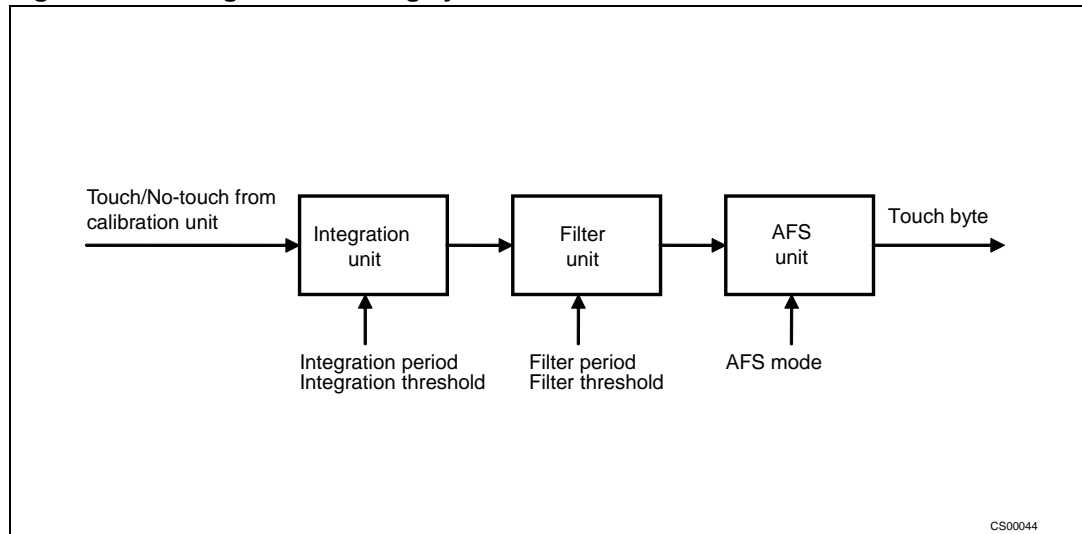 Touch/No-touch from
calibration unit
Integration
unit
Filter
unit
AFS
unit
Touch byte
Integration period
Integration threshold
Filter period
Filter threshold
AFS mode
CS00044